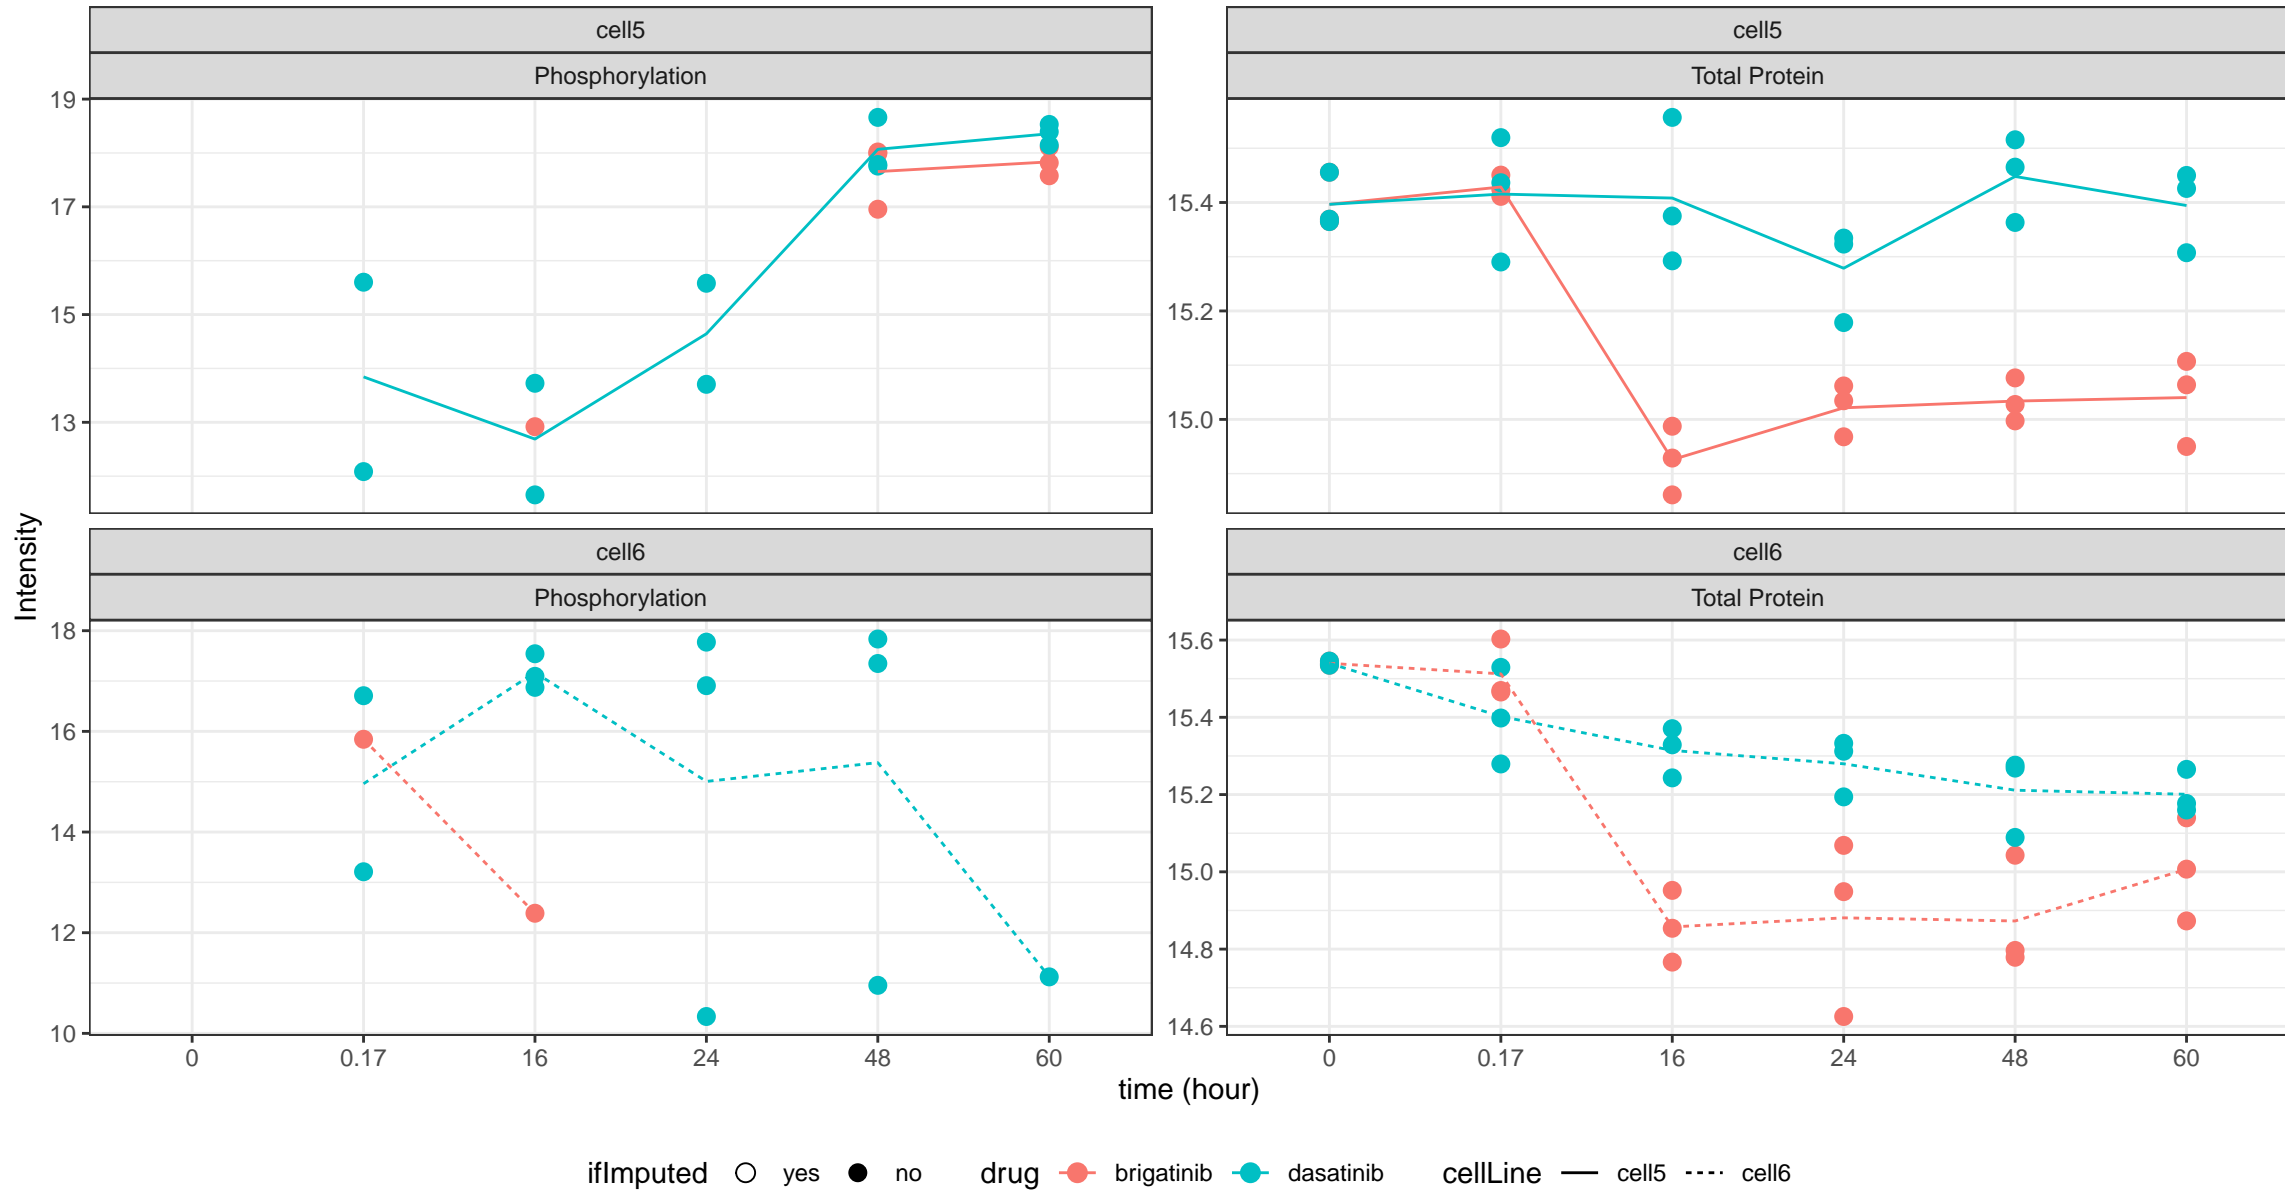 cell5
Phosphorylation
cell5
Total Protein
19
17
15
13
15.4
15.2
15.0
cell6
Phosphorylation
cell6
Total Protein
18
16
14
12
10
15.6
15.4
15.2
15.0
14.8
14.6
0 0.17 16 24 48 60
0 0.17 16 24 48 60
Intensity
time (hour)
ifImputed yes no drug brigatinib dasatinib cellLine cell5 cell6